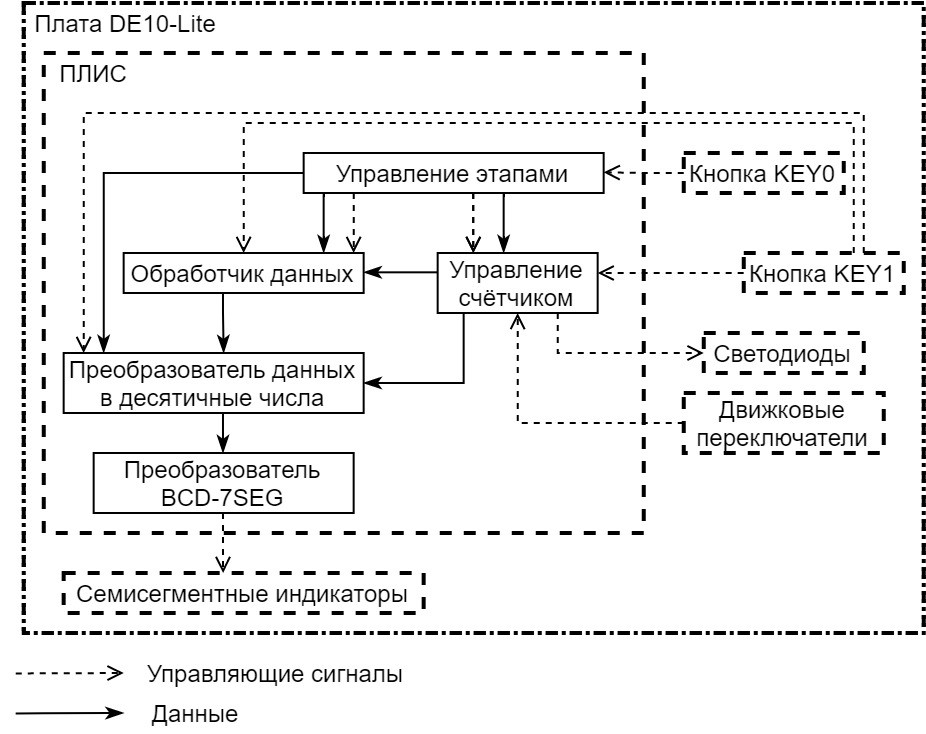 Плата DE10-Lite
ПЛИС
Управление этапами
Кнопка KEY0
Обработчик данных
Управление
счётчиком
Кнопка KEY1
Светодиоды
Преобразователь данных
в десятичные числа
Движковые
переключатели
Преобразователь
BCD-7SEG
Семисегментные индикаторы
Управляющие сигналы
Данные